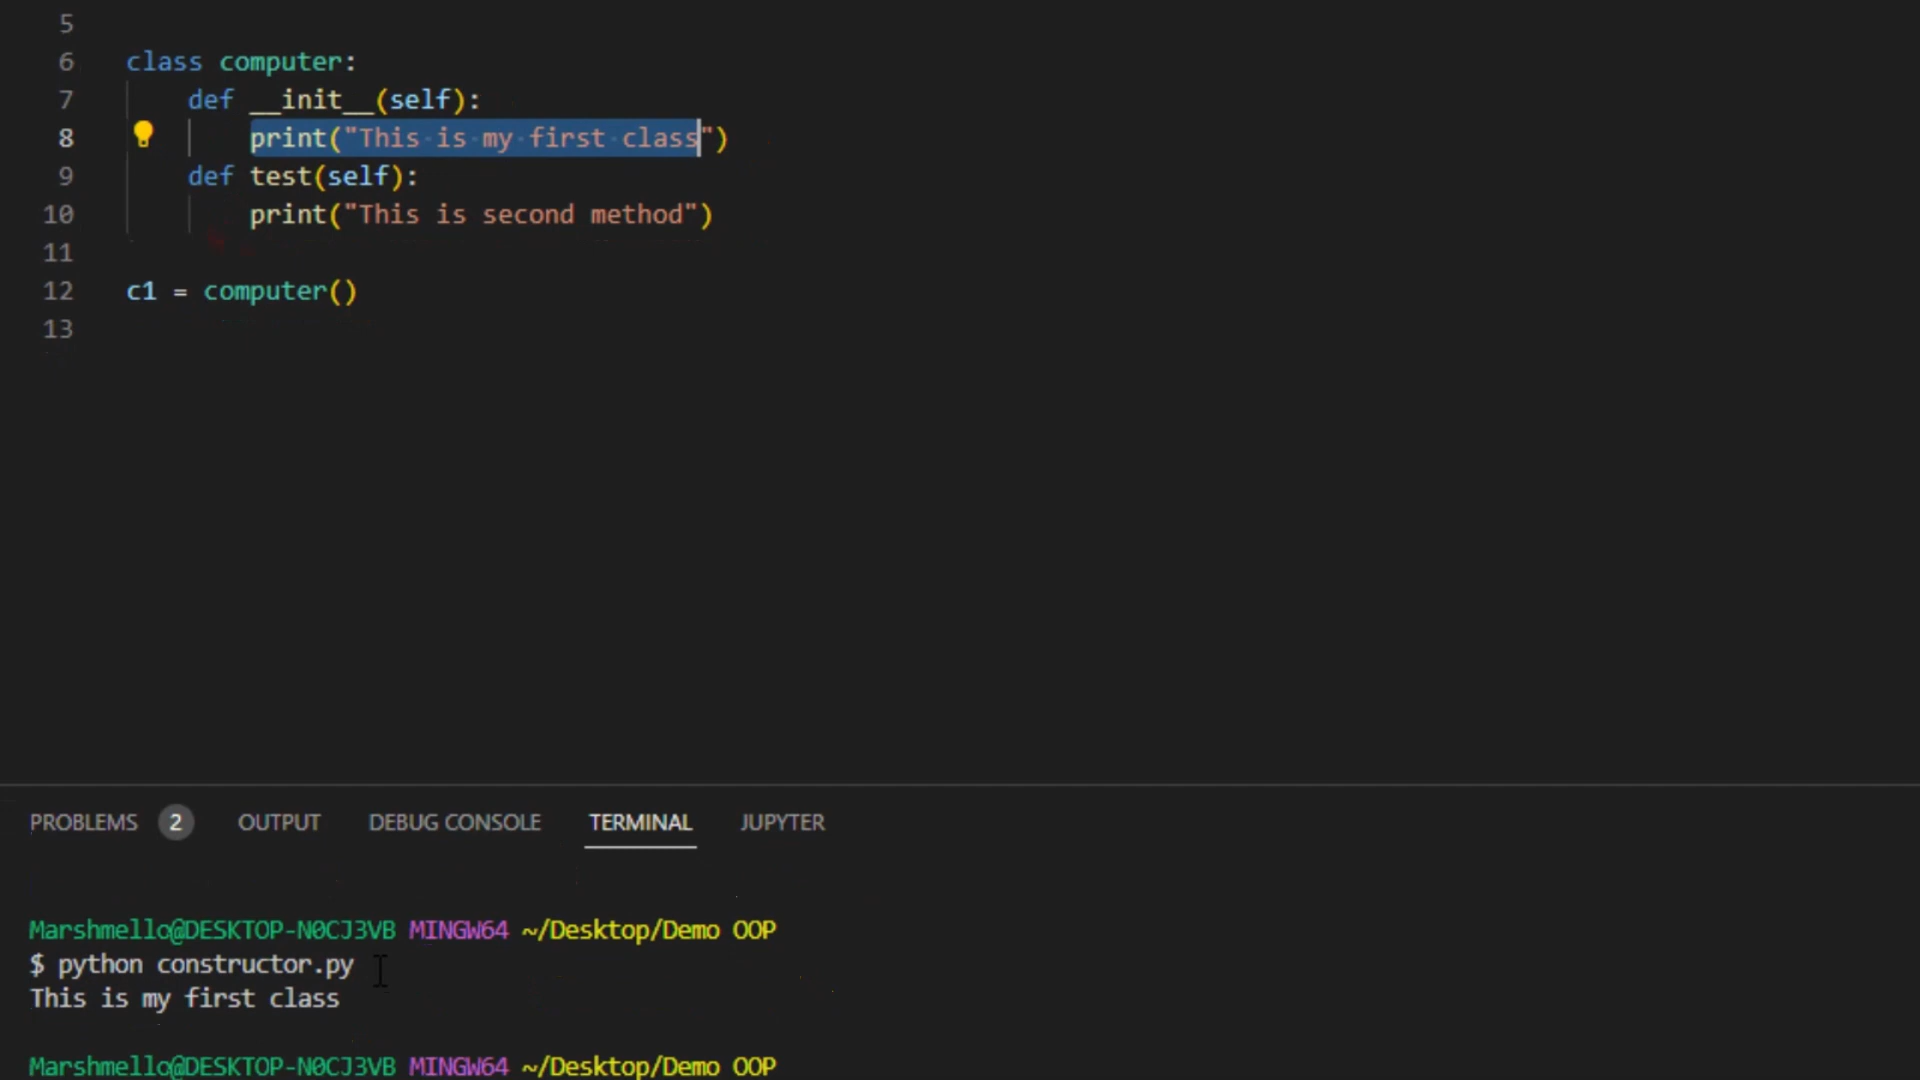 5
6 class computer:
7 def __init__(self):
8 print("This is my first class")
9 def test(self):
10 print("This is second method")
11
12 c1 = computer()
13
PROBLEMS 2 OUTPUT DEBUG CONSOLE TERMINAL JUPYTER
Marshmello@DESKTOP-N0CJ3VB MINGW64 ~/Desktop/Demo OOP
$ python constructor.py
This is my first class
Marshmello@DESKTOP-N0CJ3VB MINGW64 ~/Desktop/Demo OOP